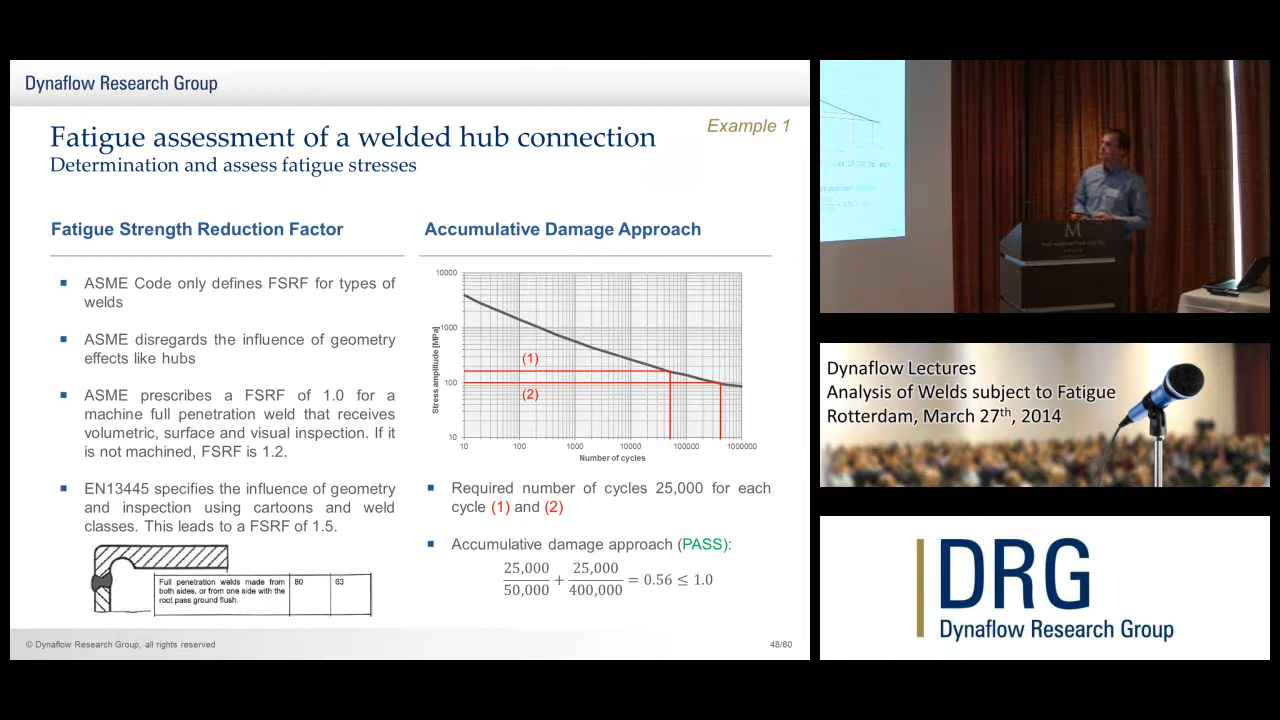 Dynaflow Research Group
Fatigue assessment of a welded hub connection
Example 1
Determination and assess fatigue stresses
Fatigue Strength Reduction Factor
ASME Code only defines FSRF for types of
welds
ASME disregards the influence of geometry
effects like hubs
ASME prescribes a FSRF of 1.0 for a
machine full penetration weld that receives
volumetric, surface and visual inspection. If it
is not machined, FSRF is 1.2.
EN13445 specifies the influence of geometry
and inspection using cartoons and weld
classes. This leads to a FSRF of 1.5.
Full penetration welds made from
both sides, or from one side with the
root pass ground flush.
80
63
Accumulative Damage Approach
10000
1000
100
10
Stress amplitude [MPa]
(1)
(2)
10 100 1000 10000 100000 1000000
Number of cycles
Required number of cycles 25,000 for each
cycle (1) and (2)
Accumulative damage approach (PASS):
25,000/50,000 + 25,000/400,000 = 0.56 ≤ 1.0
© Dynaflow Research Group, all rights reserved
48/60
M
THE MANHATTAN HOTEL
Dynaflow Lectures
Analysis of Welds subject to Fatigue
Rotterdam, March 27th, 2014
DRG
Dynaflow Research Group